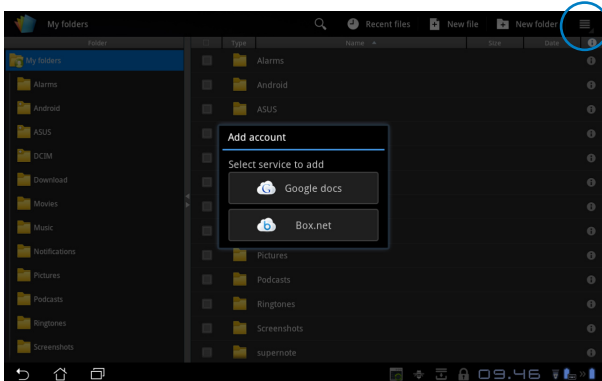 My folders
Recent files
New file
New folder
Folder
Type
Name
Size
Date
My folders
Alarms
Android
ASUS
DCIM
Download
Movies
Music
Notifications
Pictures
Podcasts
Ringtones
Screenshots
Alarms
Android
ASUS
Add account
Select service to add
Google docs
Box.net
Pictures
Podcasts
Ringtones
Screenshots
supernote
09.46